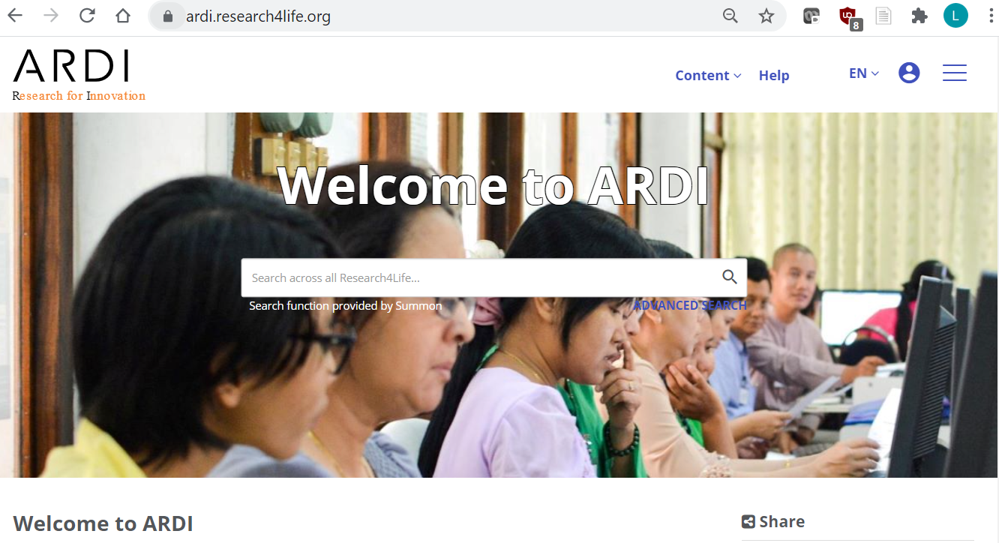 ardi.research4life.org
8
L
ARDI
Research for Innovation
Content
Help
EN
Welcome to ARDI
Search across all Research4Life...
Search function provided by Summon
ADVANCED SEARCH
Welcome to ARDI
Share